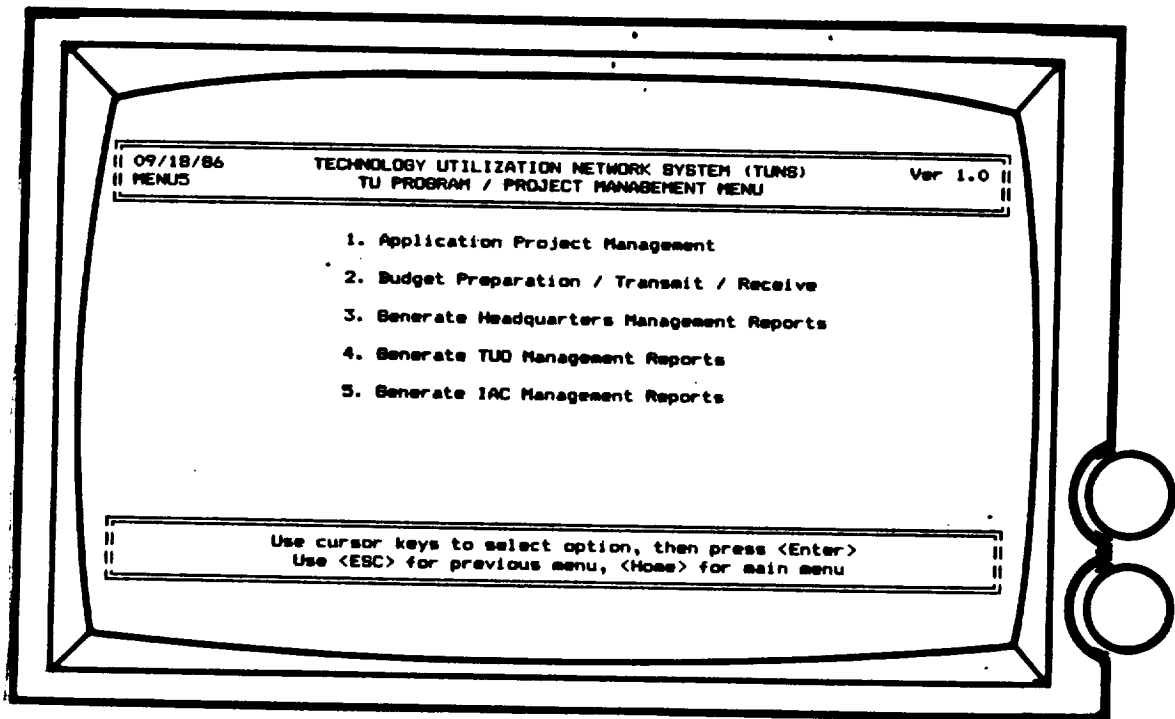 09/18/86 TECHNOLOGY UTILIZATION NETWORK SYSTEM (TUNS) Ver 1.0
MENU5 TU PROGRAM / PROJECT MANAGEMENT MENU
1. Application Project Management
2. Budget Preparation / Transmit / Receive
3. Generate Headquarters Management Reports
4. Generate TUO Management Reports
5. Generate IAC Management Reports
Use cursor keys to select option, then press <Enter>
Use <ESC> for previous menu, <Home> for main menu